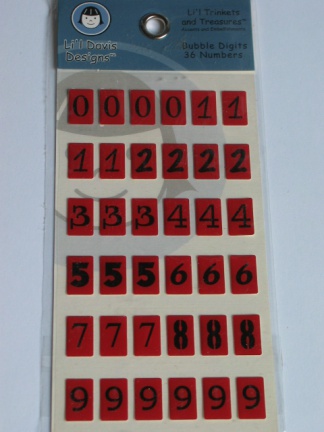 Li'l Davis
Designs™
Li'l Trinkets
and Treasures™
Bubble Digits
36 Numbers
0 0 0 0 1 1
1 1 2 2 2 2
3 3 3 4 4 4
5 5 5 6 6 6
7 7 7 8 8 8
9 9 9 9 9 9